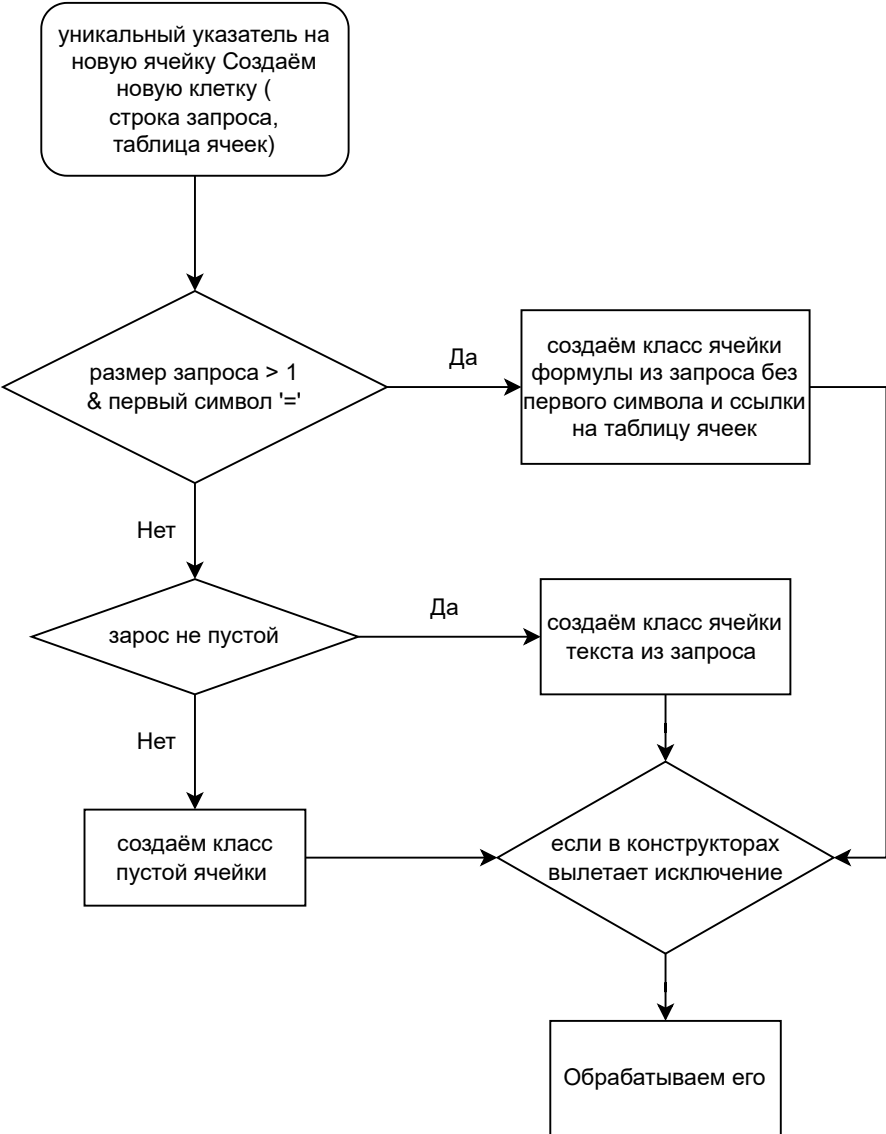 уникальный указатель на
новую ячейку Создаём
новую клетку (
строка запроса,
таблица ячеек)
размер запроса > 1
& первый символ '='
Да
создаём класс ячейки
формулы из запроса без
первого символа и ссылки
на таблицу ячеек
Нет
зарос не пустой
Да
создаём класс ячейки
текста из запроса
Нет
создаём класс
пустой ячейки
если в конструкторах
вылетает исключение
Обрабатываем его